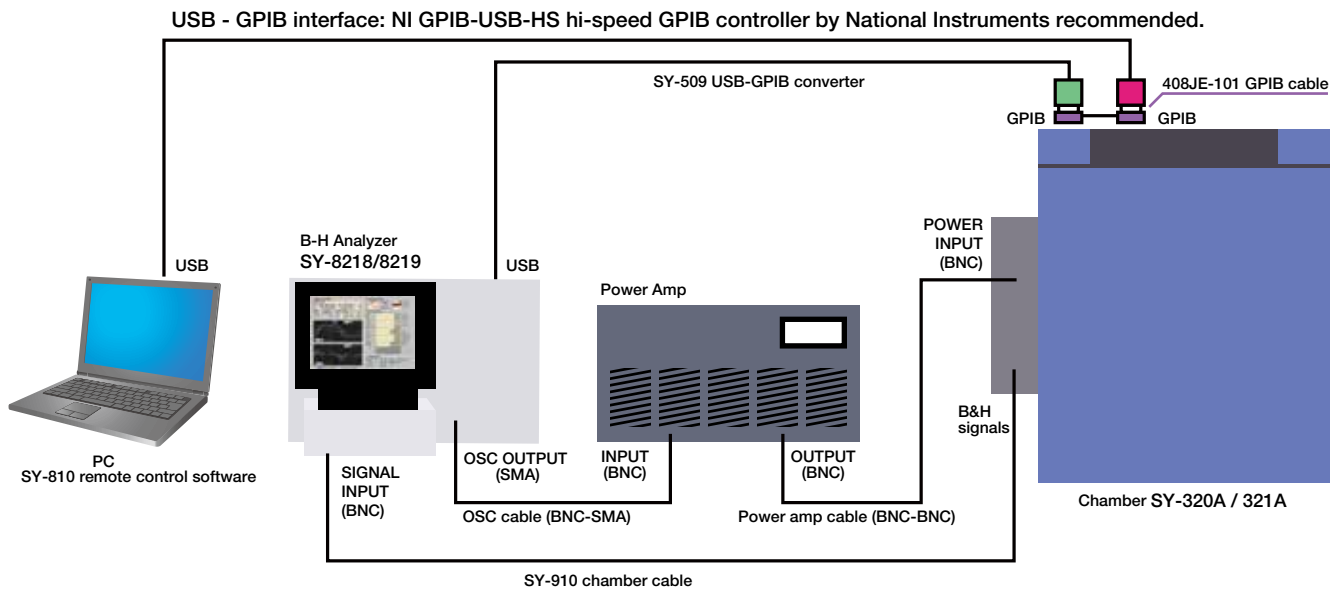 USB - GPIB interface: NI GPIB-USB-HS hi-speed GPIB controller by National Instruments recommended.
SY-509 USB-GPIB converter
408JE-101 GPIB cable
GPIB
GPIB
POWER
INPUT
(BNC)
B-H Analyzer
SY-8218/8219
USB
USB
Power Amp
B&H
signals
PC
SY-810 remote control software
SIGNAL
INPUT
(BNC)
OSC OUTPUT
(SMA)
INPUT
(BNC)
OUTPUT
(BNC)
Chamber SY-320A / 321A
OSC cable (BNC-SMA)
Power amp cable (BNC-BNC)
SY-910 chamber cable